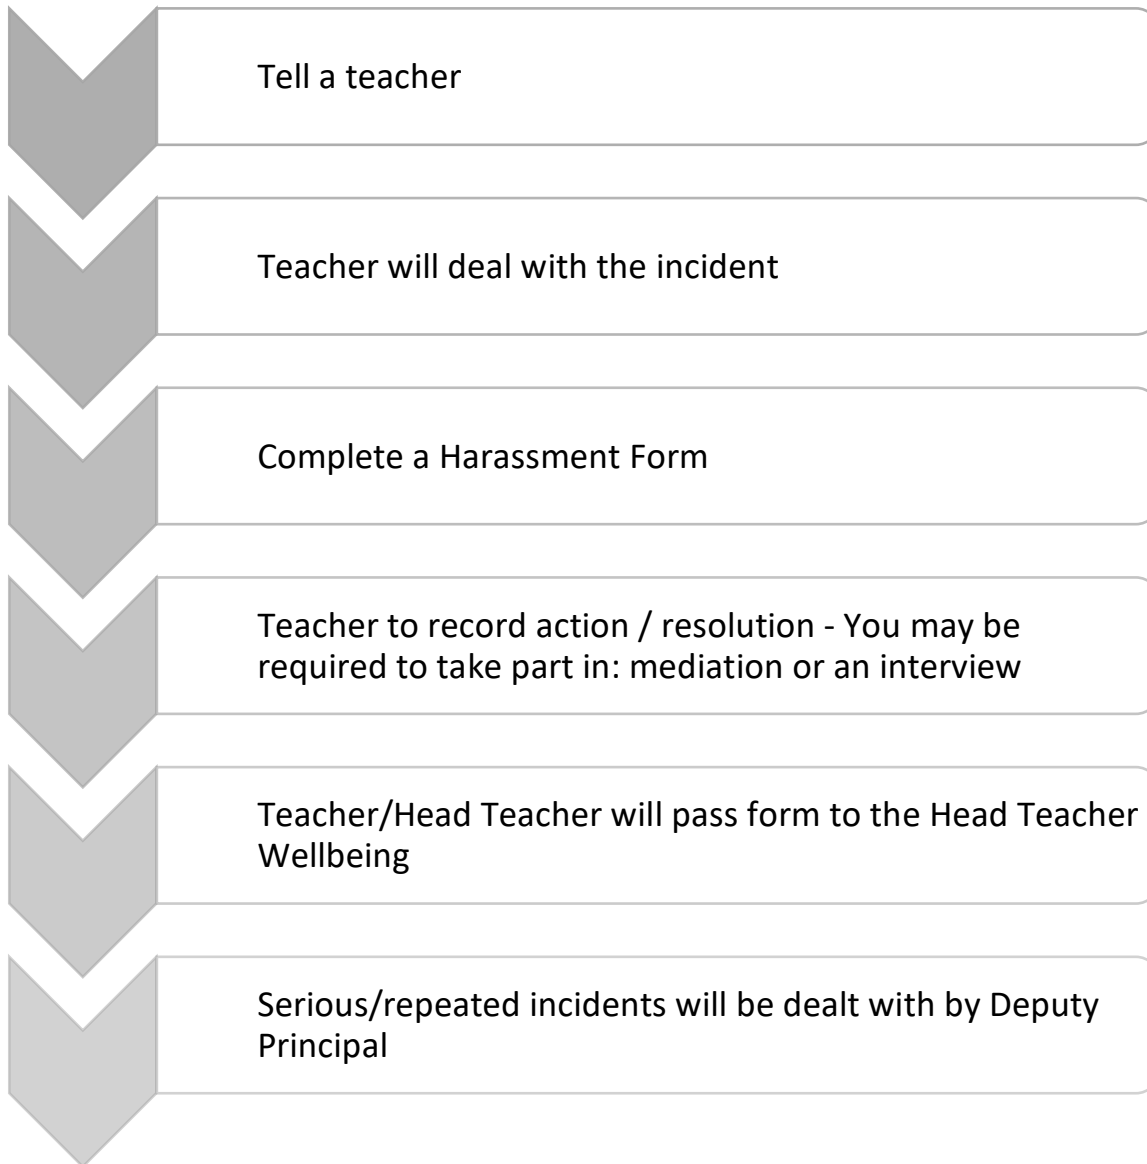 Tell a teacher
Teacher will deal with the incident
Complete a Harassment Form
Teacher to record action / resolution - You may be
required to take part in: mediation or an interview
Teacher/Head Teacher will pass form to the Head Teacher
Wellbeing
Serious/repeated incidents will be dealt with by Deputy
Principal